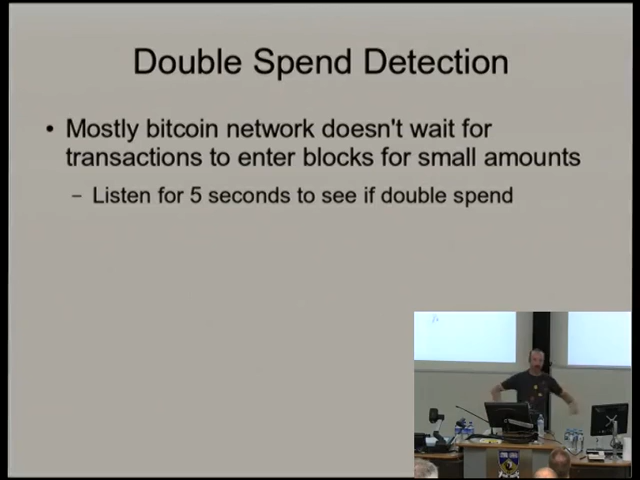 Double Spend Detection
• Mostly bitcoin network doesn't wait for
transactions to enter blocks for small amounts
– Listen for 5 seconds to see if double spend